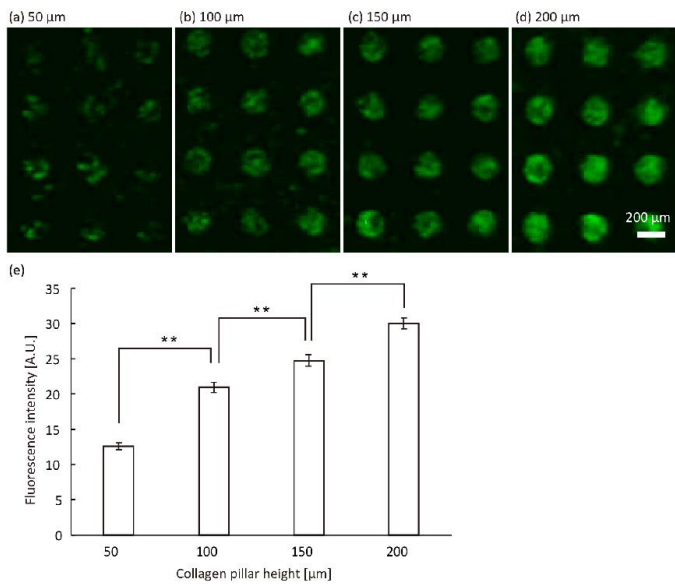 (a) 50 µm
(b) 100 µm
(c) 150 µm
(d) 200 µm
200 µm
(e)
Fluorescence intensity [A.U.]
35
30
25
20
15
10
5
0
**
**
**
50
100
150
200
Collagen pillar height [µm]